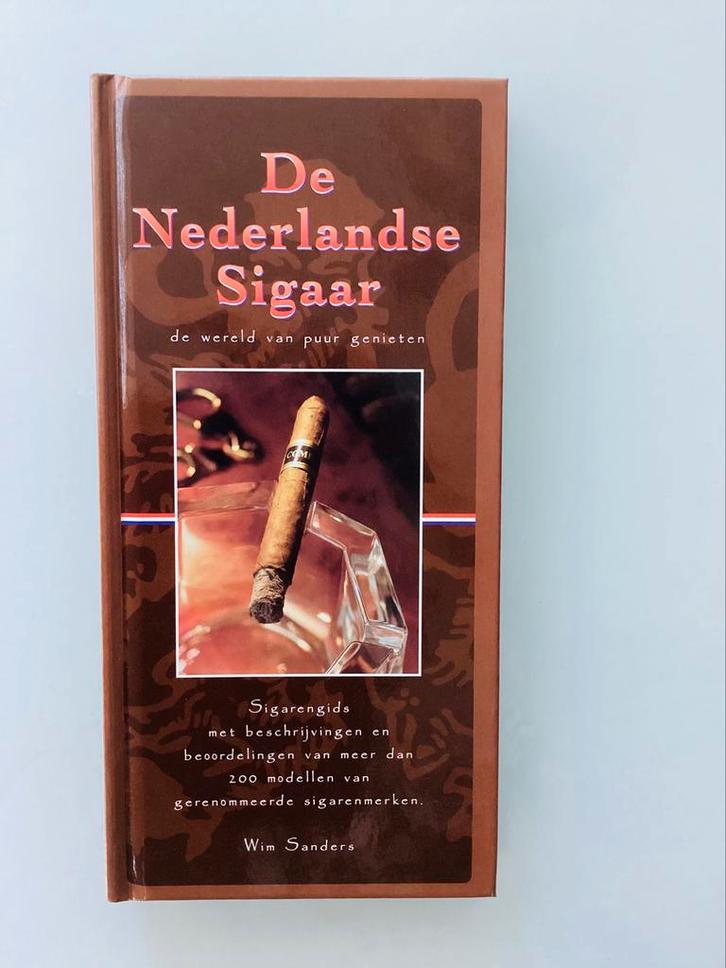 De
Nederlandse
Sigaar
de wereld van puur genieten
COM
Sigarengids
met beschrijvingen en
beoordelingen van meer dan
200 modellen van
gerenommeerde sigarenmerken.
Wim Sanders